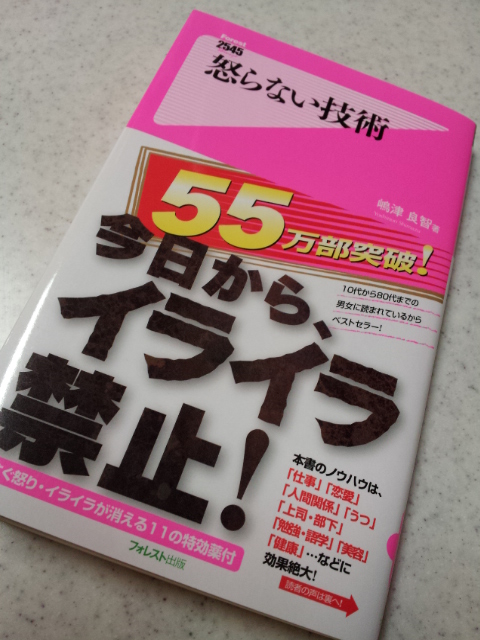 Forest
2545
怒らない技術
嶋津 良智 著
55万部突破!
今日から、
イライラ
禁止!
10代から80代までの
男女に読まれているから
ベストセラー!
本書のノウハウは、
「仕事」「恋愛」
「人間関係」「うつ」
「上司・部下」
「勉強・語学」「美容」
「健康」…などに
効果絶大!
読者の声は裏へ!
ぐ怒り・イライラが消える11の特効薬付
フォレスト出版